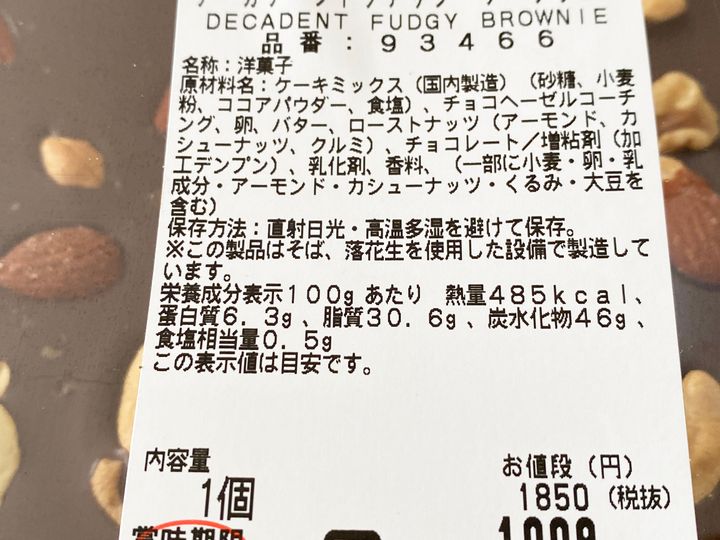 DECADENT FUDGY BROWNIE
品番:93466
名称:洋菓子
原材料名:ケーキミックス(国内製造)(砂糖、小麦
粉、ココアパウダー、食塩)、チョコヘーゼルコーチ
ング、卵、バター、ローストナッツ(アーモンド、カ
シューナッツ、クルミ)、チョコレート/増粘剤(加
工デンプン)、乳化剤、香料、(一部に小麦・卵・乳
成分・アーモンド・カシューナッツ・くるみ・大豆を
含む)
保存方法:直射日光・高温多湿を避けて保存。
※この製品はそば、落花生を使用した設備で製造して
います。
栄養成分表示100g あたり 熱量485kcal、
蛋白質6.3g 、脂質30.6g 、炭水化物46g 、
食塩相当量0.5g
この表示値は目安です。
内容量
1個
お値段(円)
1850(税抜)
賞味期限